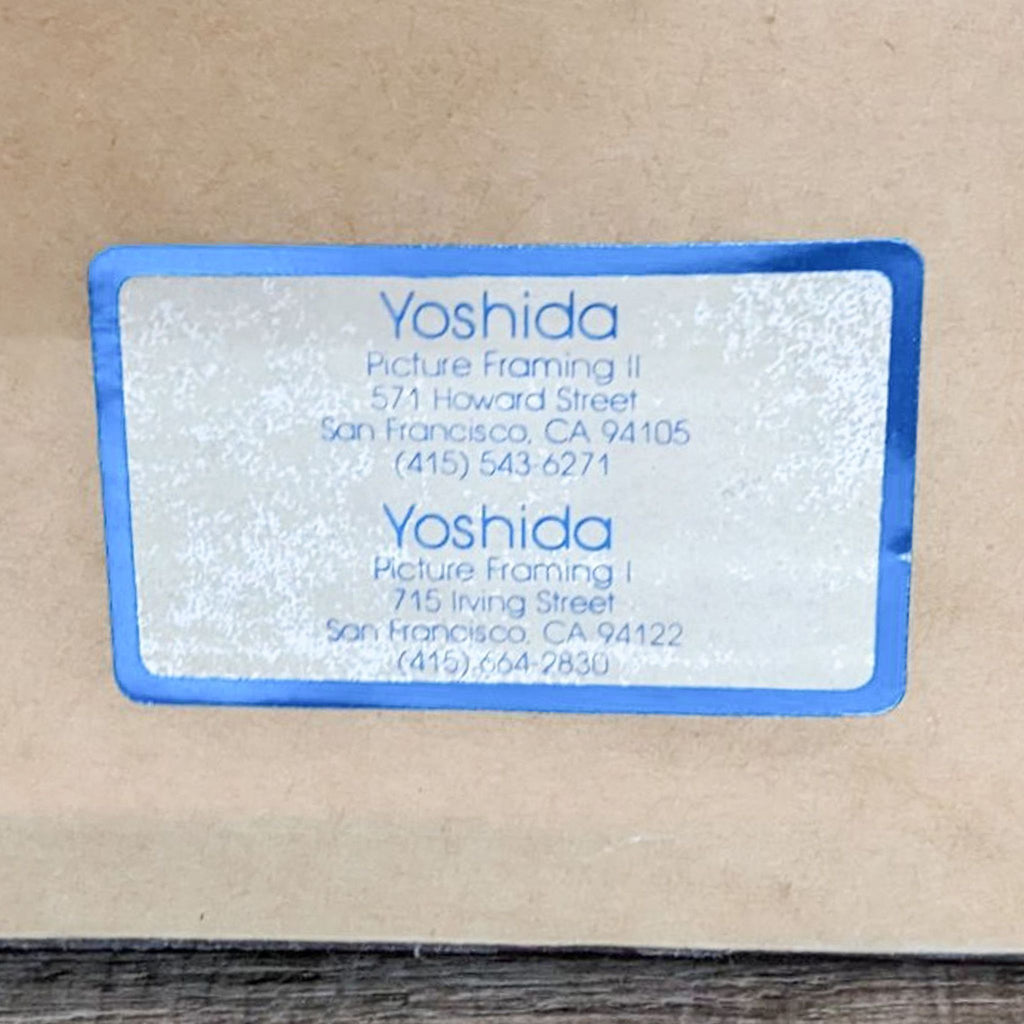 Yoshida
Picture Framing II
571 Howard Street
San Francisco, CA 94105
(415) 543-6271
Yoshida
Picture Framing I
715 Irving Street
San Francisco, CA 94122
(415) 664-2830